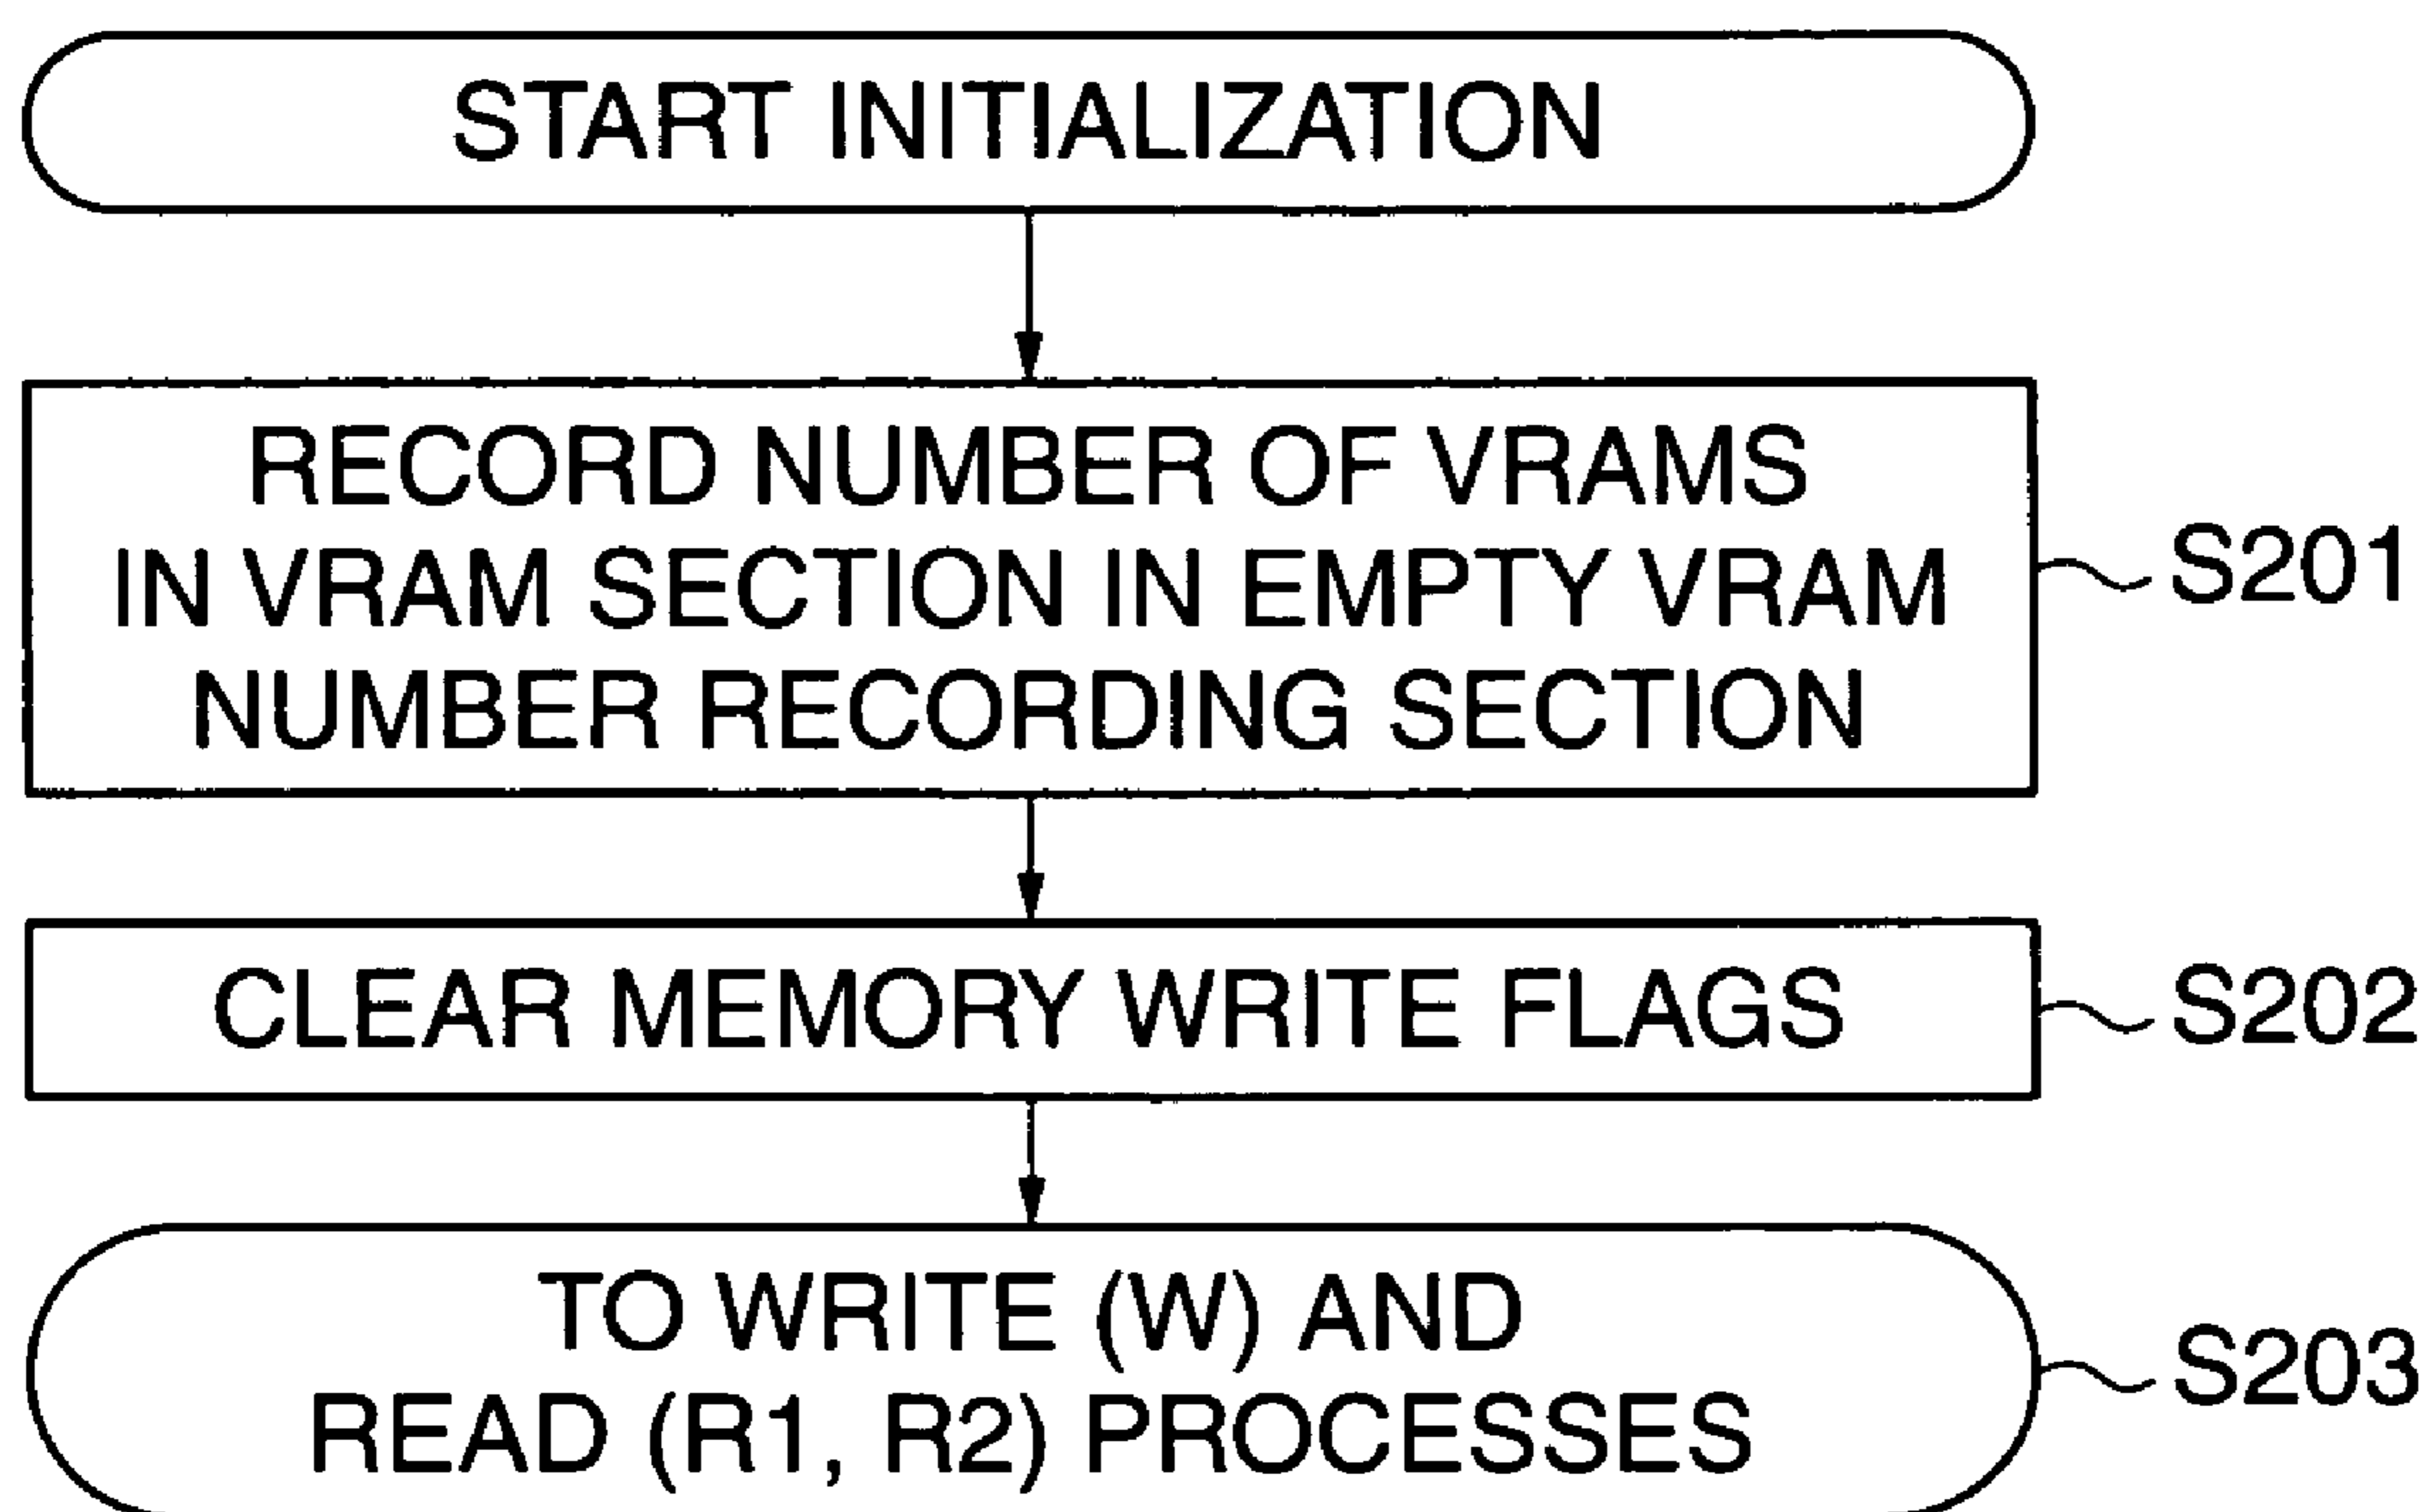 START INITIALIZATION
RECORD NUMBER OF VRAMS
IN VRAM SECTION IN EMPTY VRAM
NUMBER RECORDING SECTION
S201
CLEAR MEMORY WRITE FLAGS
S202
TO WRITE (W) AND
READ (R1, R2) PROCESSES
S203